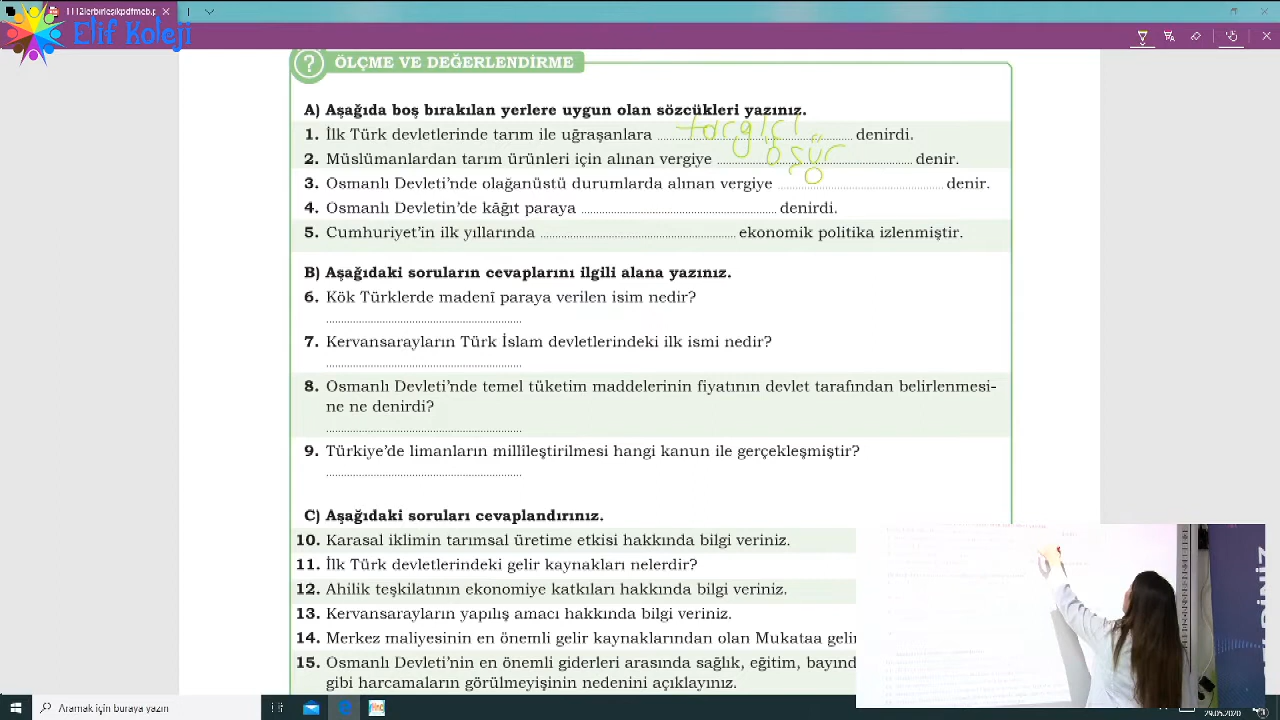 1112lerbirlesikpdfmeb.p
Elif Koleji
? ÖLÇME VE DEĞERLENDİRME
A) Aşağıda boş bırakılan yerlere uygun olan sözcükleri yazınız.
1. İlk Türk devletlerinde tarım ile uğraşanlara targıcı denirdi.
2. Müslümanlardan tarım ürünleri için alınan vergiye öşür denir.
3. Osmanlı Devleti’nde olağanüstü durumlarda alınan vergiye ........ denir.
4. Osmanlı Devletin’de kâğıt paraya ........ denirdi.
5. Cumhuriyet’in ilk yıllarında ........ ekonomik politika izlenmiştir.
B) Aşağıdaki soruların cevaplarını ilgili alana yazınız.
6. Kök Türklerde madenî paraya verilen isim nedir?
7. Kervansarayların Türk İslam devletlerindeki ilk ismi nedir?
8. Osmanlı Devleti’nde temel tüketim maddelerinin fiyatının devlet tarafından belirlenmesi-
ne ne denirdi?
9. Türkiye’de limanların millîleştirilmesi hangi kanun ile gerçekleşmiştir?
C) Aşağıdaki soruları cevaplandırınız.
10. Karasal iklimin tarımsal üretime etkisi hakkında bilgi veriniz.
11. İlk Türk devletlerindeki gelir kaynakları nelerdir?
12. Ahilik teşkilatının ekonomiye katkıları hakkında bilgi veriniz.
13. Kervansarayların yapılış amacı hakkında bilgi veriniz.
14. Merkez maliyesinin en önemli gelir kaynaklarından olan Mukataa gelir
15. Osmanlı Devleti’nin en önemli giderleri arasında sağlık, eğitim, bayınd
gibi harcamaların görülmeyişinin nedenini açıklayınız.
Aramak için buraya yazın
29.05.2020